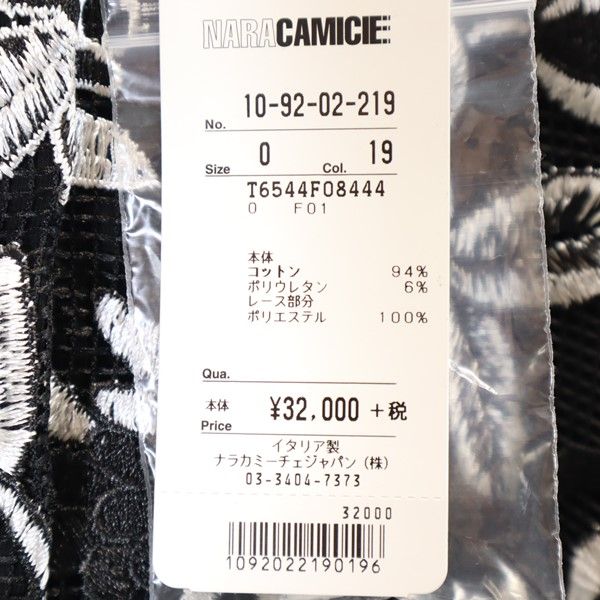 NARACAMICIE
No. 10-92-02-219
Size 0 Col. 19
T6544F08444
0 F01
本体
コットン 94%
ポリウレタン 6%
レース部分
ポリエステル 100%
Qua.
本体 Price ¥32,000 +税
イタリア製
ナラカミーチェジャパン(株)
03-3404-7373
32000
1092022190196